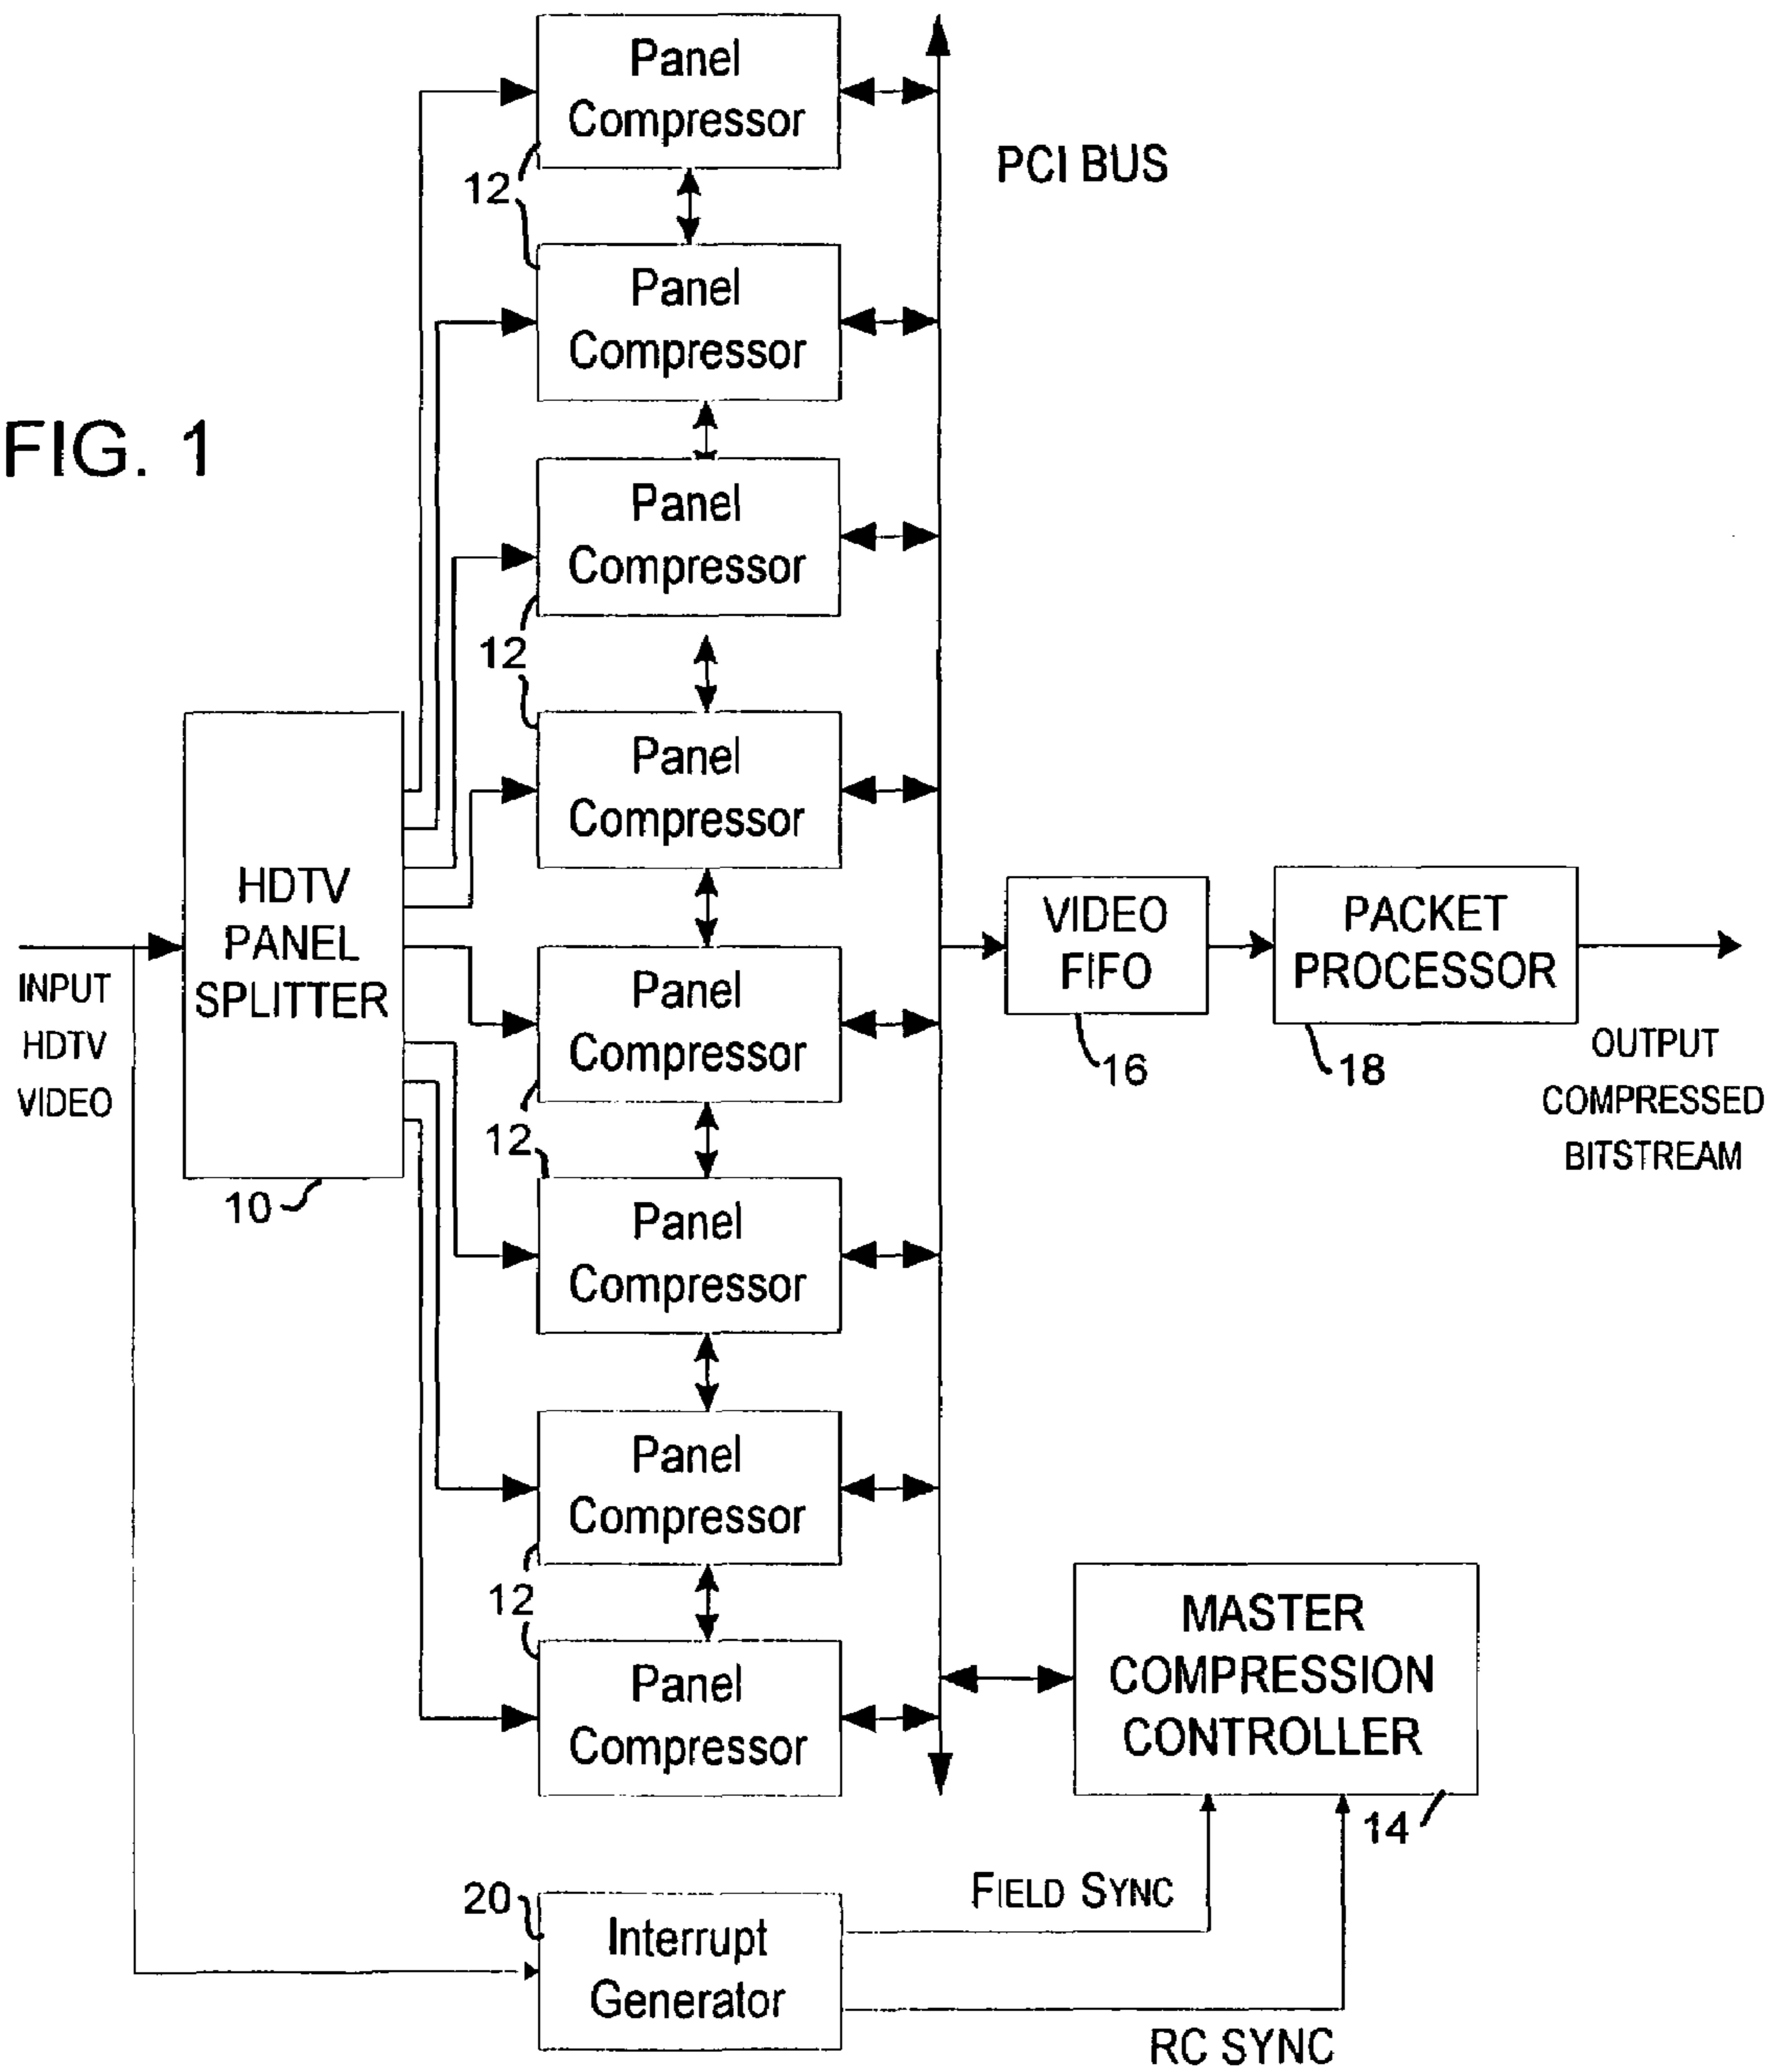 Panel
Compressor
12
PCI BUS
Panel
Compressor
FIG. 1
Panel
Compressor
12
Panel
Compressor
HDTV
PANEL
SPLITTER
10
INPUT
HDTV
VIDEO
Panel
Compressor
12
VIDEO
FIFO
16
PACKET
PROCESSOR
18
OUTPUT
COMPRESSED
BITSTREAM
Panel
Compressor
Panel
Compressor
12
Panel
Compressor
MASTER
COMPRESSION
CONTROLLER
14
20
Interrupt
Generator
FIELD SYNC
RC SYNC